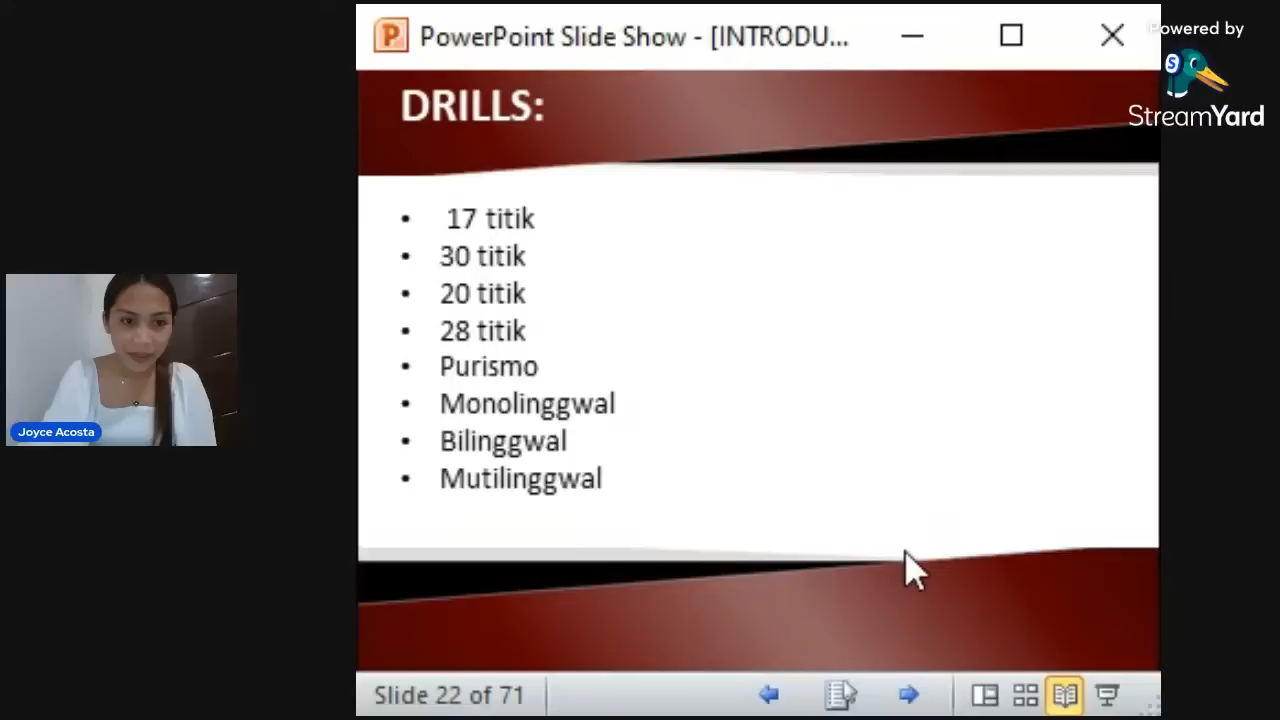 PowerPoint Slide Show - [INTRODU...
Powered by
StreamYard
DRILLS:
• 17 titik
• 30 titik
• 20 titik
• 28 titik
• Purismo
• Monolinggwal
• Bilinggwal
• Mutilinggwal
Joyce Acosta
Slide 22 of 71